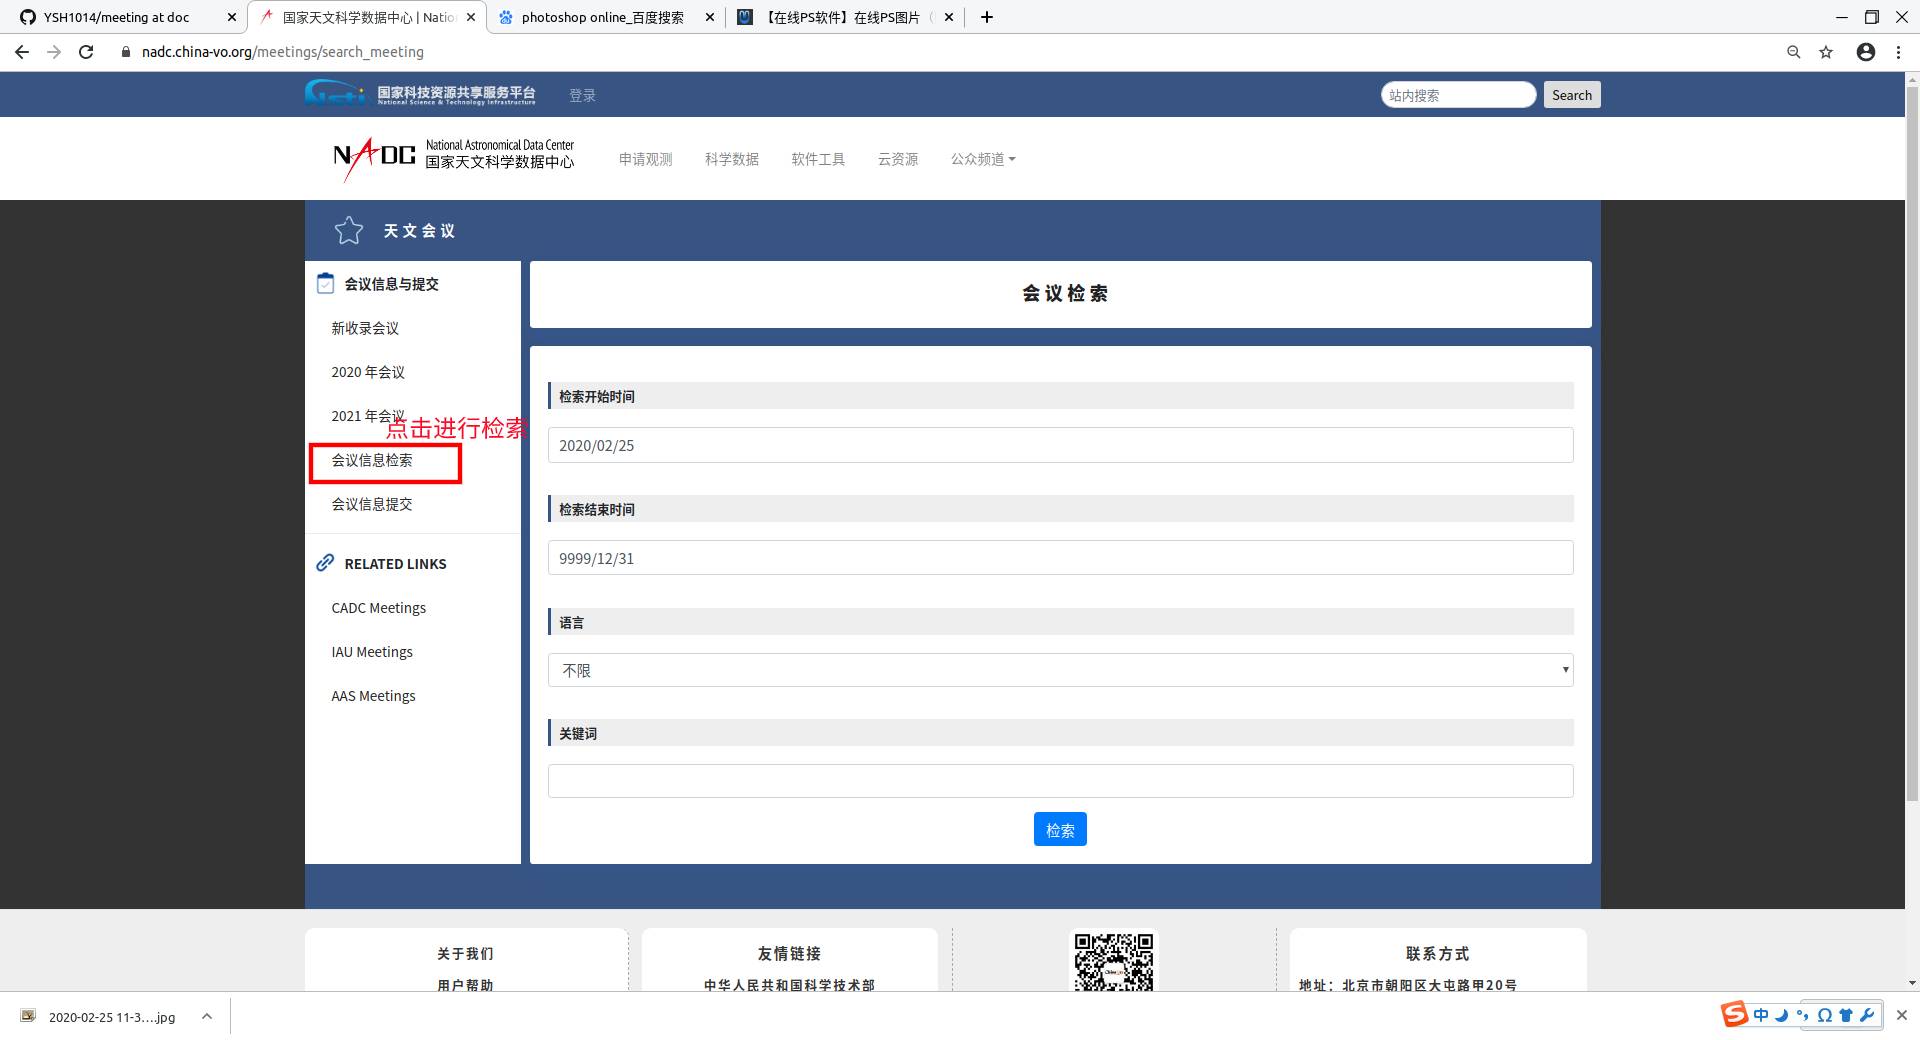 YSH1014/meeting at doc
国家天文科学数据中心 | Natio
photoshop online_百度搜索
【在线PS软件】在线PS图片
nadc.china-vo.org/meetings/search_meeting
国家科技资源共享服务平台
National Science & Technology Infrastructure
登录
站内搜索
Search
NADC
National Astronomical Data Center
国家天文科学数据中心
申请观测
科学数据
软件工具
云资源
公众频道
天文会议
会议信息与提交
新收录会议
2020 年会议
2021 年会议
点击进行检索
会议信息检索
会议信息提交
RELATED LINKS
CADC Meetings
IAU Meetings
AAS Meetings
会议检索
检索开始时间
2020/02/25
检索结束时间
9999/12/31
语言
不限
关键词
检索
关于我们
用户帮助
友情链接
中华人民共和国科学技术部
联系方式
地址：北京市朝阳区大屯路甲20号
2020-02-25 11-3....jpg
中